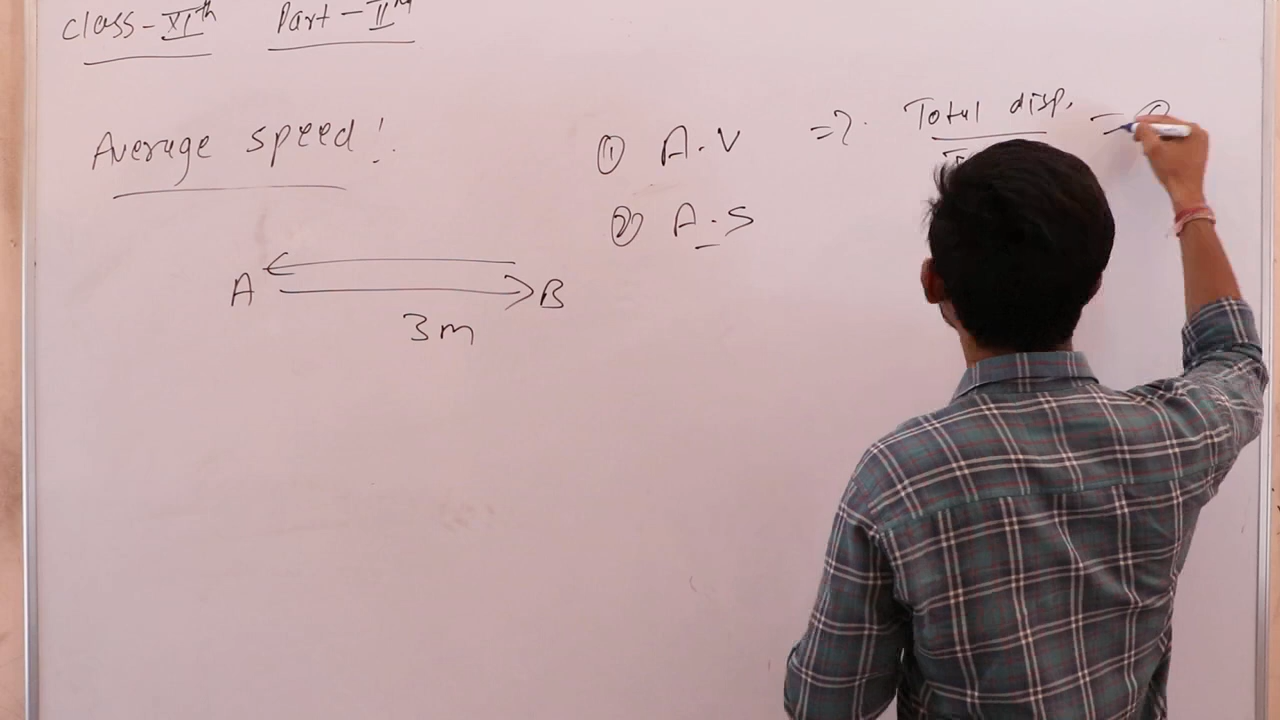 Class-XIth Part-IInd
Average speed!
① A.V =?. Total disp. =
② A.S
A B
3m